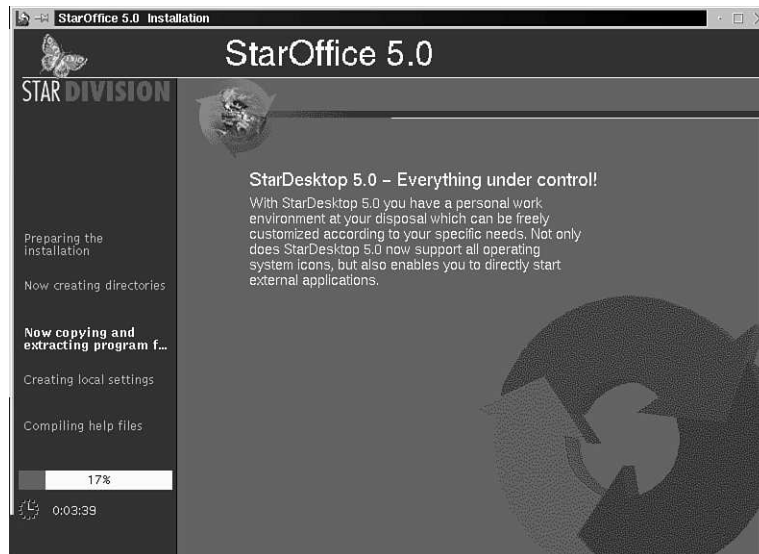 StarOffice 5.0 Installation
StarOffice 5.0
STAR DIVISION
StarDesktop 5.0 – Everything under control!
With StarDesktop 5.0 you have a personal work
environment at your disposal which can be freely
customized according to your specific needs. Not only
does StarDesktop 5.0 now support all operating
system icons, but also enables you to directly start
external applications.
Preparing the
installation
Now creating directories
Now copying and
extracting program f...
Creating local settings
Compiling help files
17%
0:03:39